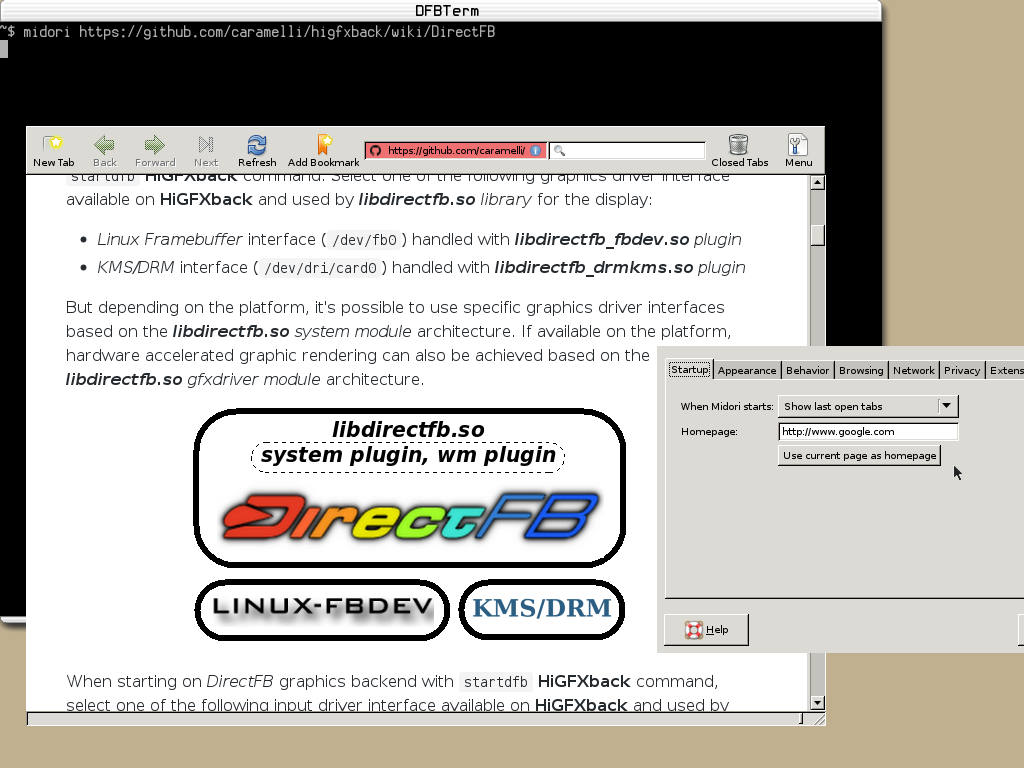 DFBTerm
~$ midori https://github.com/caramelli/higfxback/wiki/DirectFB
New Tab Back Forward Next Refresh Add Bookmark https://github.com/caramelli/ Closed Tabs Menu
startdfb HiGFXback command. Select one of the following graphics driver interface
available on HiGFXback and used by libdirectfb.so library for the display:
• Linux Framebuffer interface ( /dev/fb0 ) handled with libdirectfb_fbdev.so plugin
• KMS/DRM interface ( /dev/dri/card0 ) handled with libdirectfb_drmkms.so plugin
But depending on the platform, it's possible to use specific graphics driver interfaces
based on the libdirectfb.so system module architecture. If available on the platform,
hardware accelerated graphic rendering can also be achieved based on the
libdirectfb.so gfxdriver module architecture.
libdirectfb.so
system plugin, wm plugin
DirectFB
LINUX-FBDEV KMS/DRM
When starting on DirectFB graphics backend with startdfb HiGFXback command,
select one of the following input driver interface available on HiGFXback and used by
Startup Appearance Behavior Browsing Network Privacy Extens
When Midori starts: Show last open tabs
Homepage: http://www.google.com
Use current page as homepage
Help